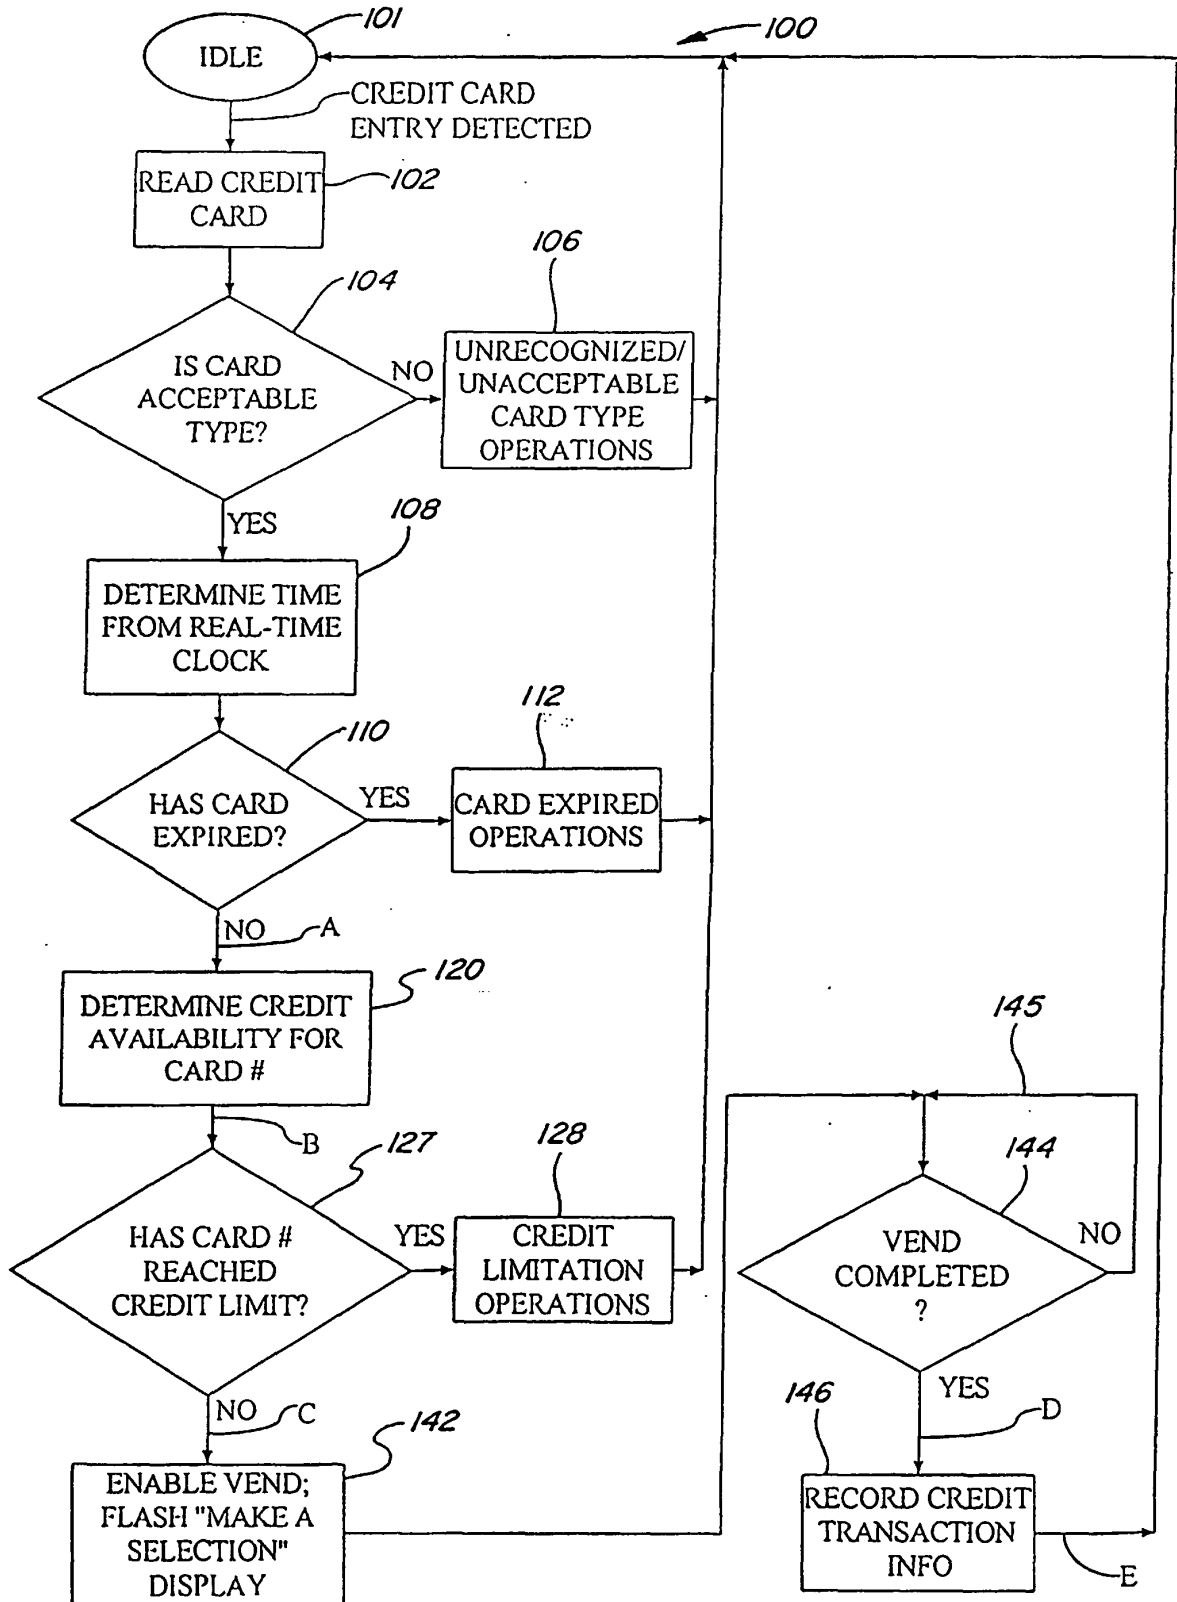 101
100
IDLE
CREDIT CARD
ENTRY DETECTED
READ CREDIT
CARD
102
104
106
IS CARD
ACCEPTABLE
TYPE?
NO
UNRECOGNIZED/
UNACCEPTABLE
CARD TYPE
OPERATIONS
YES
108
DETERMINE TIME
FROM REAL-TIME
CLOCK
110
112
HAS CARD
EXPIRED?
YES
CARD EXPIRED
OPERATIONS
NO
A
120
DETERMINE CREDIT
AVAILABILITY FOR
CARD #
B
127
128
HAS CARD #
REACHED
CREDIT LIMIT?
YES
CREDIT
LIMITATION
OPERATIONS
NO
C
142
ENABLE VEND;
FLASH "MAKE A
SELECTION"
DISPLAY
145
144
VEND
COMPLETED
?
NO
YES
D
146
RECORD CREDIT
TRANSACTION
INFO
E